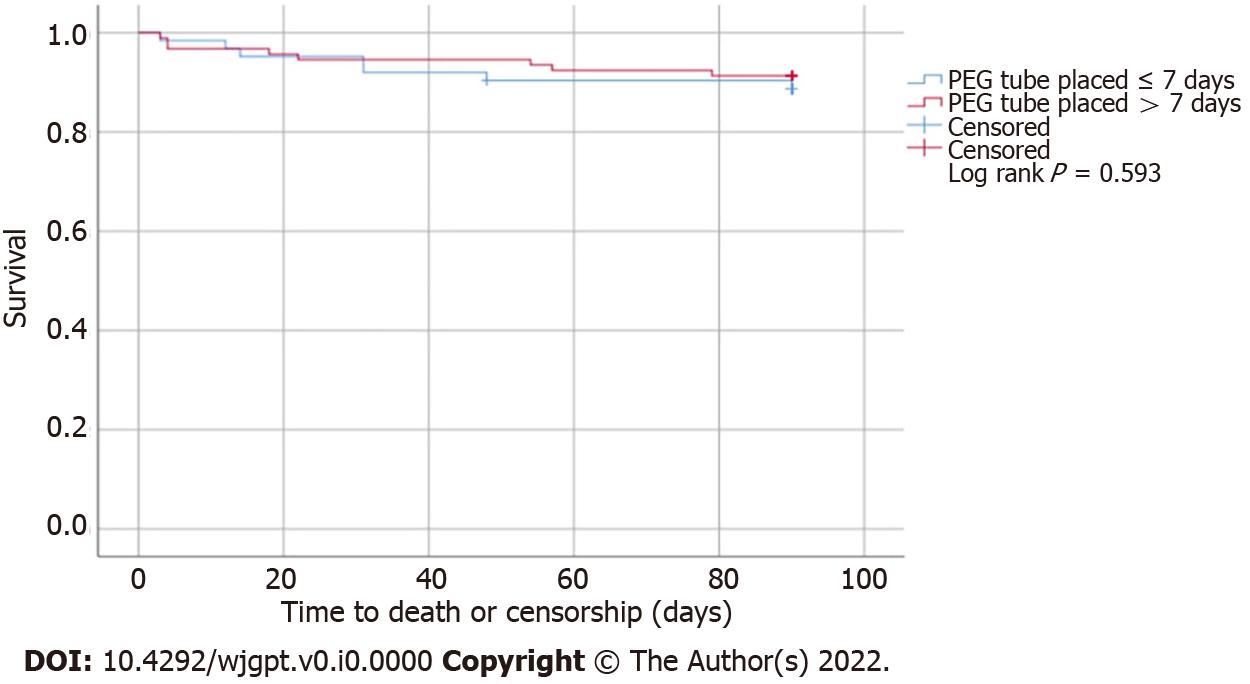 1.0
0.8
0.6
0.4
0.2
0.0
Survival
0 20 40 60 80 100
Time to death or censorship (days)
PEG tube placed ≤ 7 days
PEG tube placed > 7 days
Censored
Censored
Log rank P = 0.593
DOI: 10.4292/wjgpt.v0.i0.0000 Copyright © The Author(s) 2022.